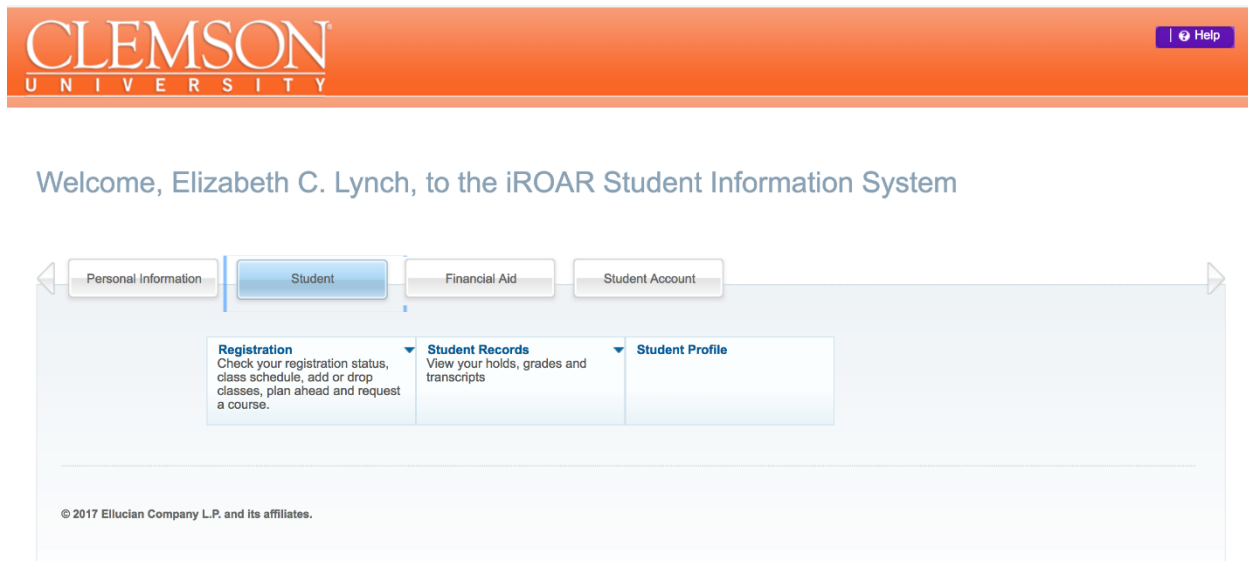 CLEMSON
UNIVERSITY
| Help
Welcome, Elizabeth C. Lynch, to the iROAR Student Information System
Personal Information
Student
Financial Aid
Student Account
Registration
Check your registration status,
class schedule, add or drop
classes, plan ahead and request
a course.
Student Records
View your holds, grades and
transcripts
Student Profile
© 2017 Ellucian Company L.P. and its affiliates.